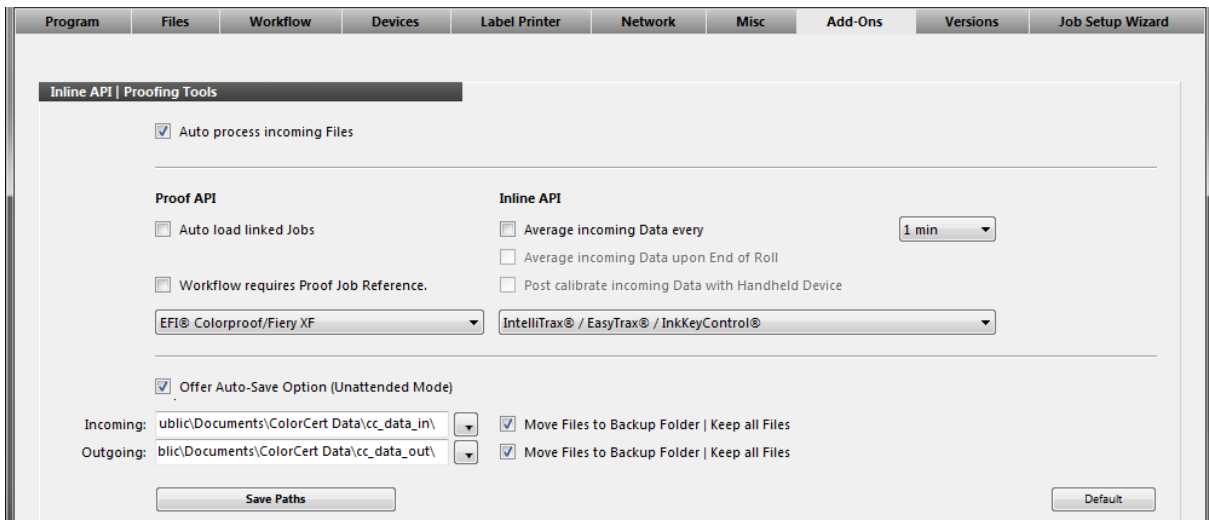 Program Files Workflow Devices Label Printer Network Misc Add-Ons Versions Job Setup Wizard
Inline API | Proofing Tools
Auto process incoming Files
Proof API Inline API
Auto load linked Jobs Average incoming Data every 1 min
Average incoming Data upon End of Roll
Workflow requires Proof Job Reference. Post calibrate incoming Data with Handheld Device
EFI® Colorproof/Fiery XF IntelliTrax® / EasyTrax® / InkKeyControl®
Offer Auto-Save Option (Unattended Mode)
Incoming: ublic\Documents\ColorCert Data\cc_data_in\ Move Files to Backup Folder | Keep all Files
Outgoing: blic\Documents\ColorCert Data\cc_data_out\ Move Files to Backup Folder | Keep all Files
Save Paths Default